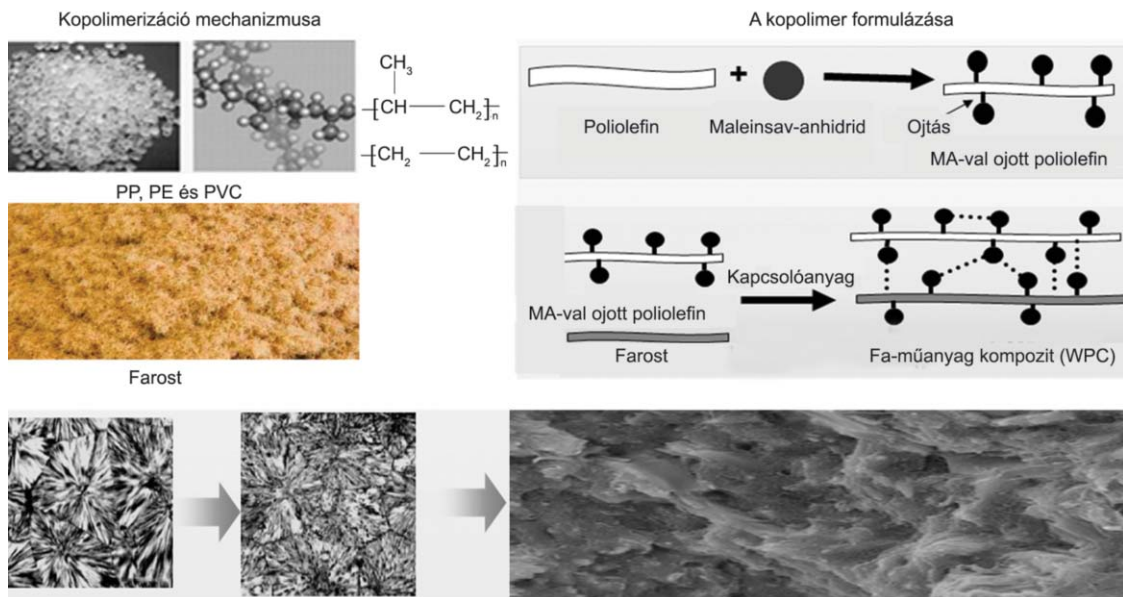 Kopolimerizáció mechanizmusa
CH₃
[CH CH₂]ₙ
[CH₂ CH₂]ₙ
PP, PE és PVC
Farost
A kopolimer formulázása
+
Poliolefin
Maleinsav-anhidrid
Ojtás
MA-val ojott poliolefin
MA-val ojott poliolefin
Farost
Kapcsolóanyag
Fa-műanyag kompozit (WPC)